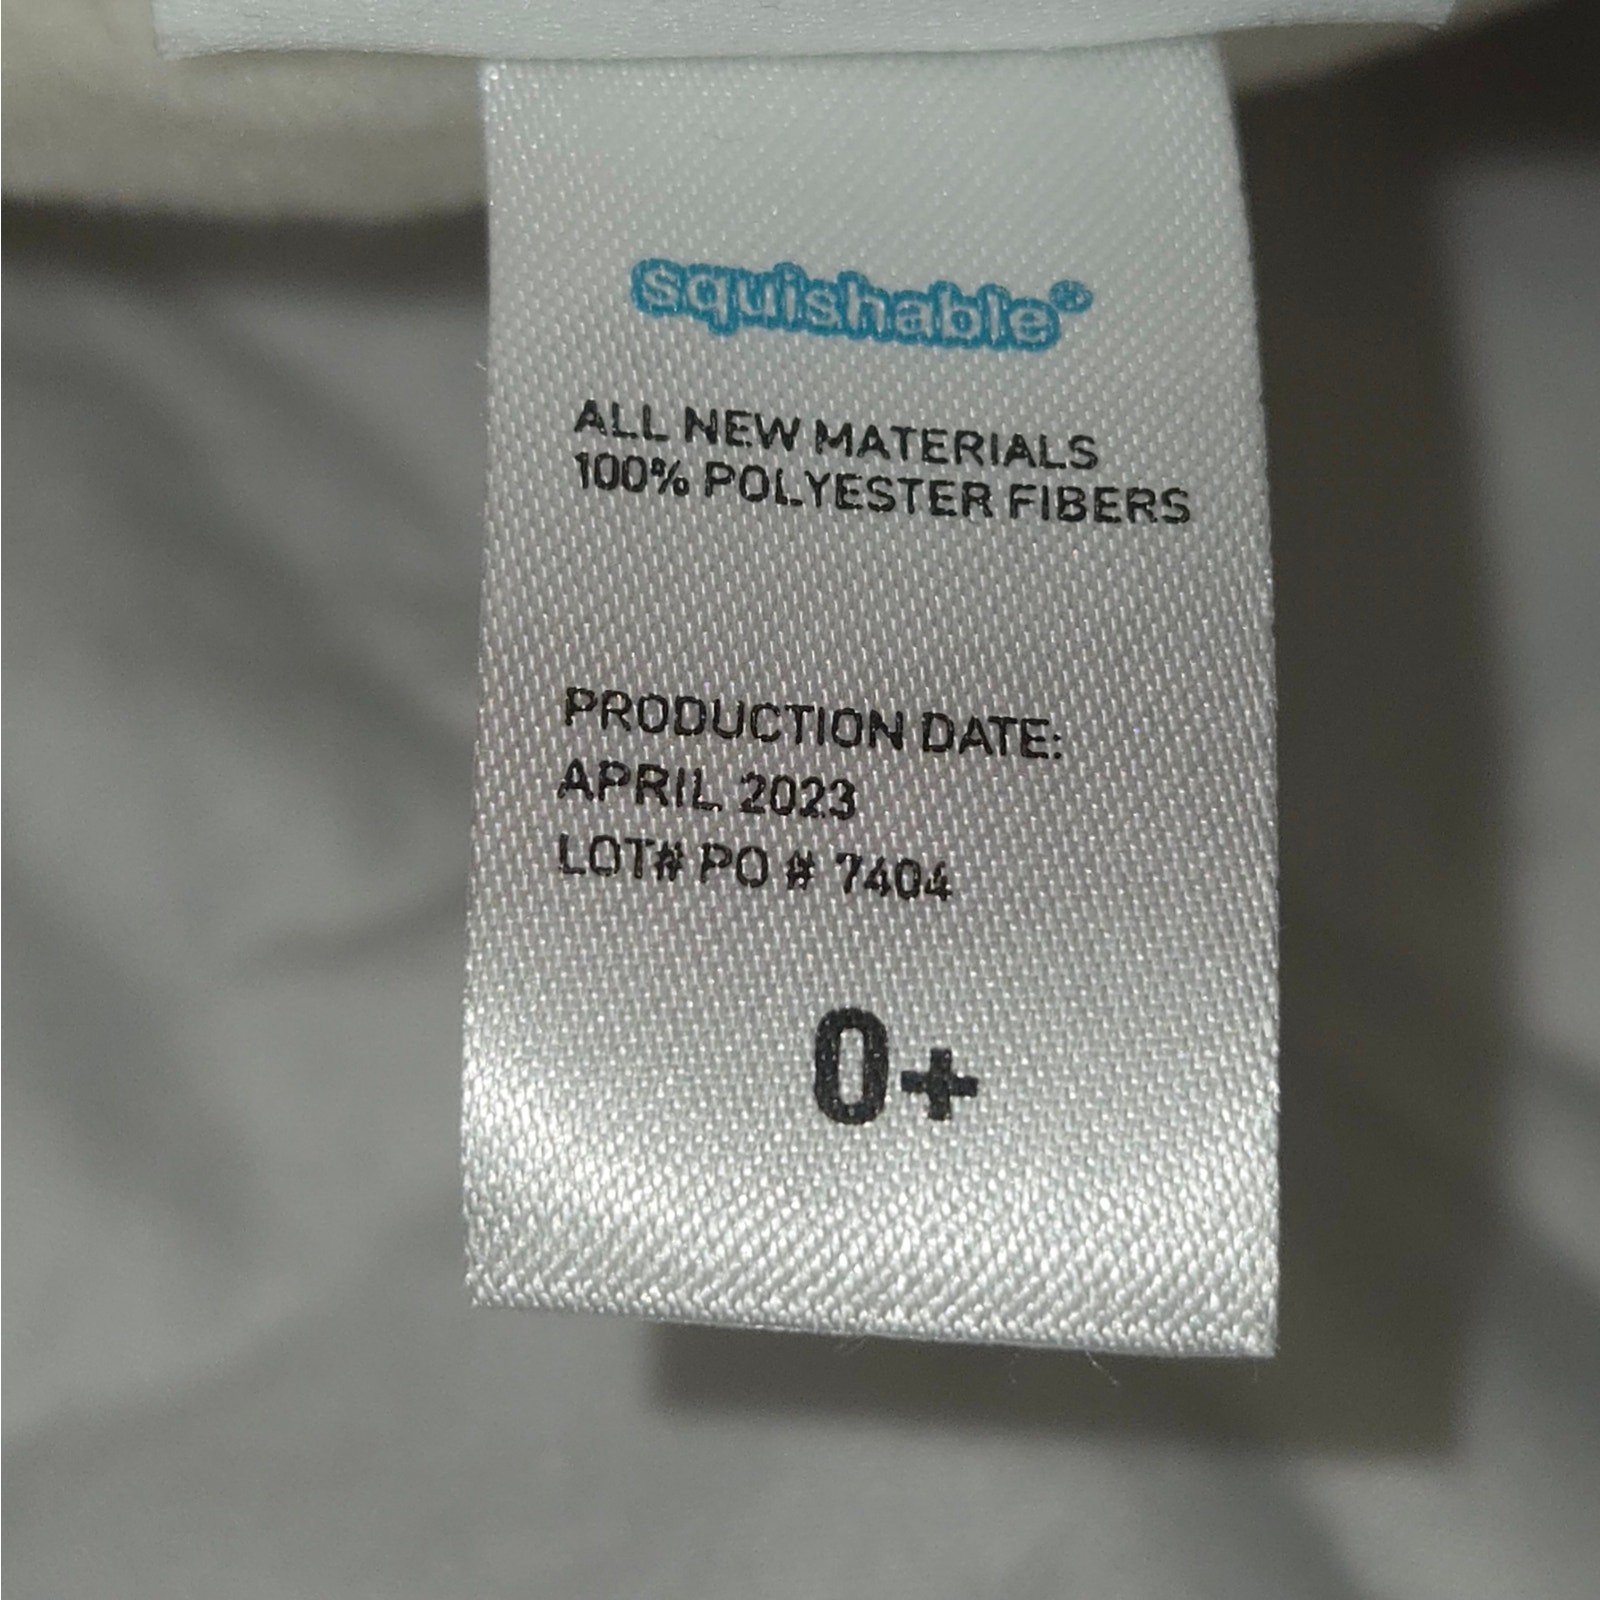 squishable®
ALL NEW MATERIALS
100% POLYESTER FIBERS
PRODUCTION DATE:
APRIL 2023
LOT# PO # 7404
0+